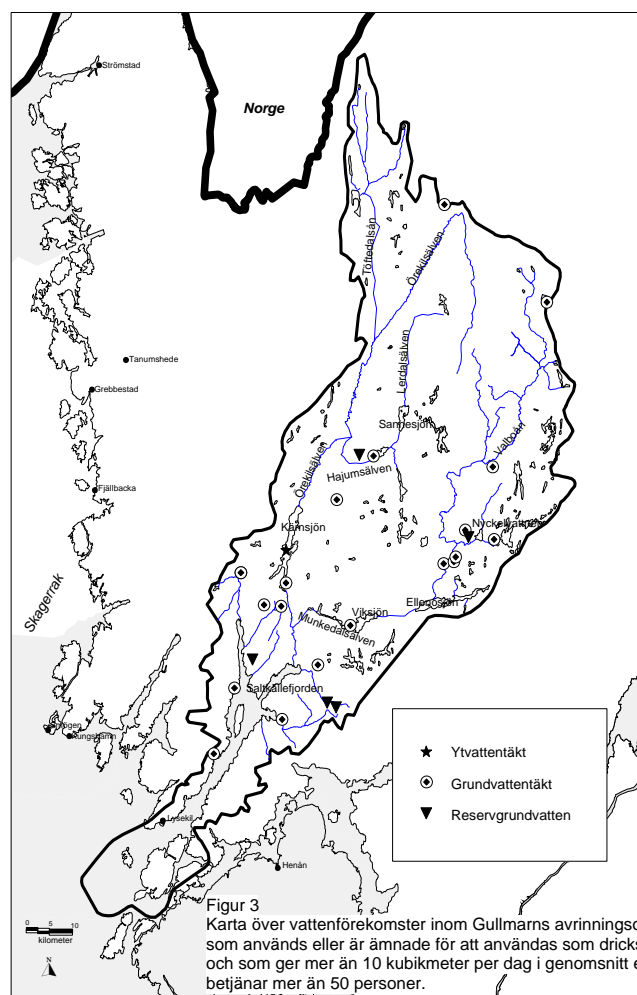 Strömstad
Norge
Töftedalsån
Örekilsälven
Tanumshede
Lerdalsälven
Grebbestad
Sannesjön
Valboån
Hajumsälven
Örekilsälven
Fjällbacka
Nyckelvattnen
Kärnsjön
Skagerrak
Ellenösjön
Viksjön
Munkedalsälven
Saltkällefjorden
Kungshamn
Ytvattentäkt
Grundvattentäkt
Reservgrundvatten
Lysekil
Henån
0 5 10
kilometer
N
Figur 3
Karta över vattenförekomster inom Gullmarns avrinningso
som används eller är ämnade för att användas som dricks
och som ger mer än 10 kubikmeter per dag i genomsnitt e
betjänar mer än 50 personer.